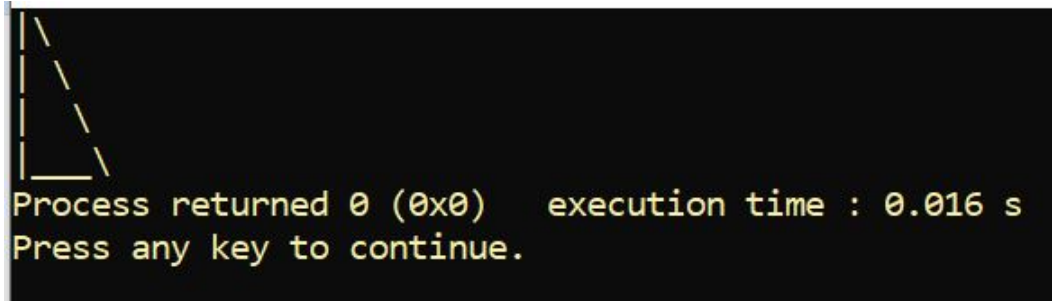 |\
| \
|  \
|___\
Process returned 0 (0x0)   execution time : 0.016 s
Press any key to continue.